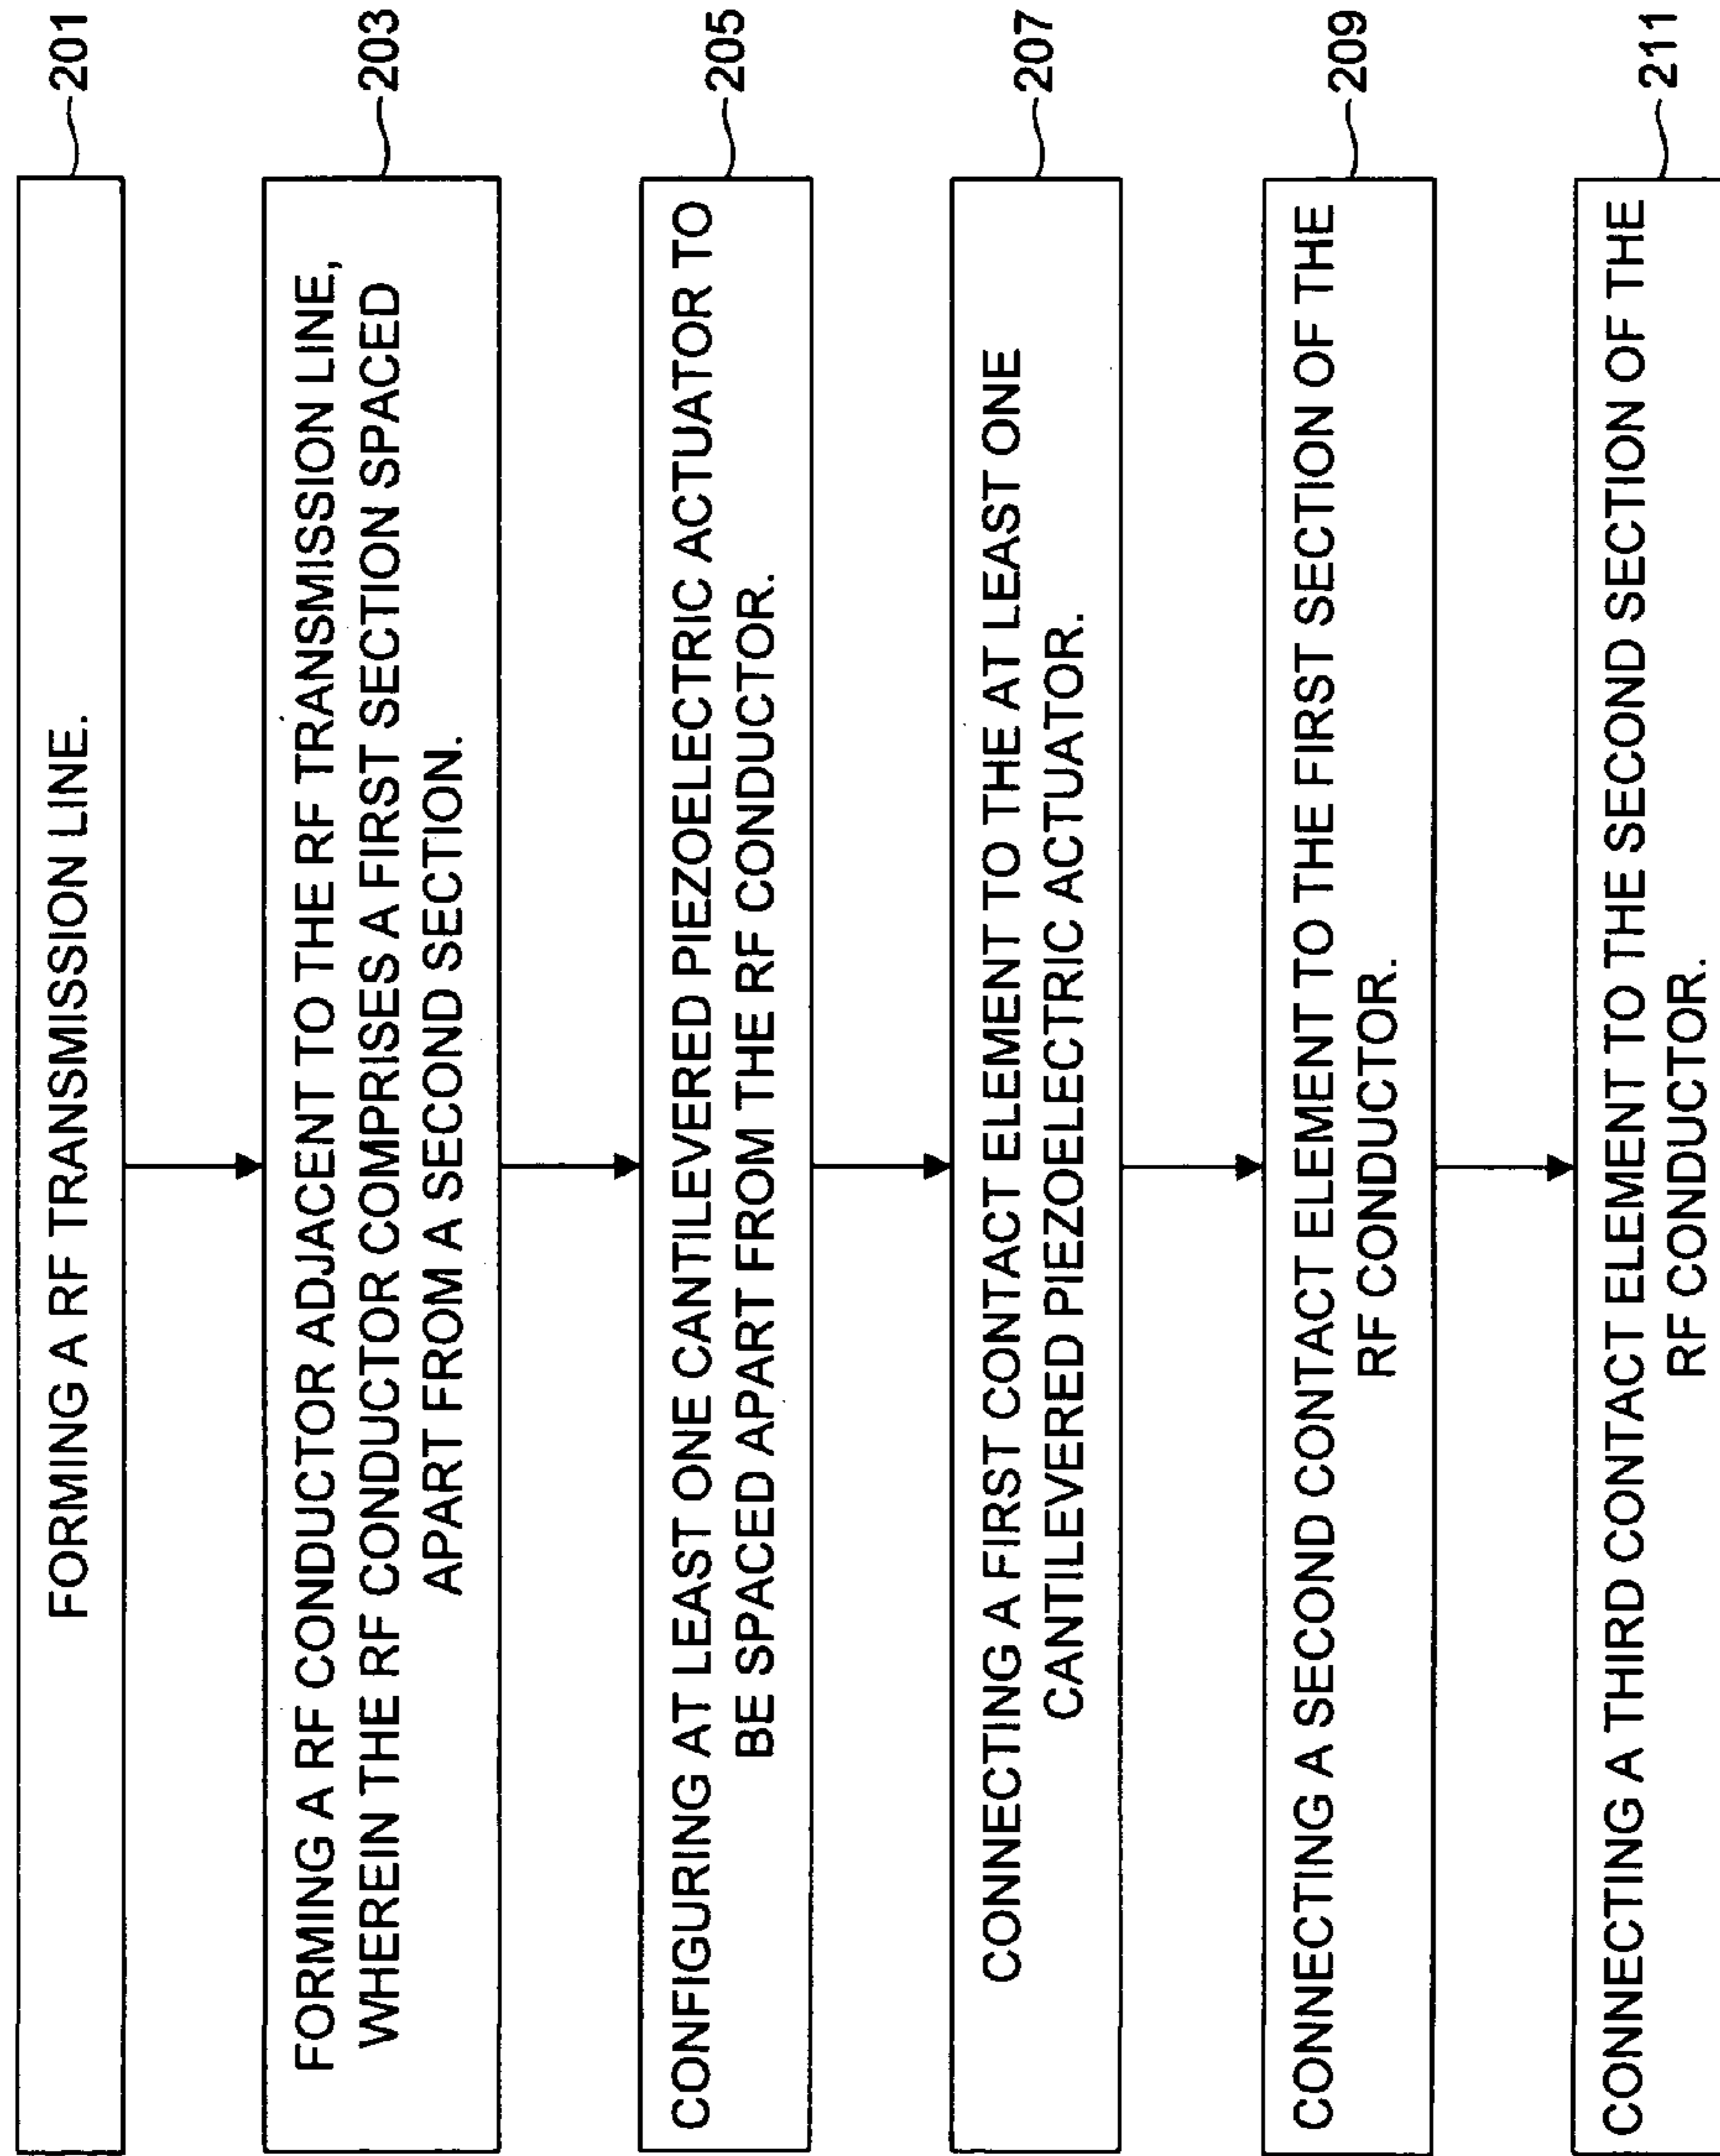 FORMING A RF TRANSMISSION LINE.
201
FORMING A RF CONDUCTOR ADJACENT TO THE RF TRANSMISSION LINE,
WHEREIN THE RF CONDUCTOR COMPRISES A FIRST SECTION SPACED
APART FROM A SECOND SECTION.
203
CONFIGURING AT LEAST ONE CANTILEVERED PIEZOELECTRIC ACTUATOR TO
BE SPACED APART FROM THE RF CONDUCTOR.
205
CONNECTING A FIRST CONTACT ELEMENT TO THE AT LEAST ONE
CANTILEVERED PIEZOELECTRIC ACTUATOR.
207
CONNECTING A SECOND CONTACT ELEMENT TO THE FIRST SECTION OF THE
RF CONDUCTOR.
209
CONNECTING A THIRD CONTACT ELEMENT TO THE SECOND SECTION OF THE
RF CONDUCTOR.
211